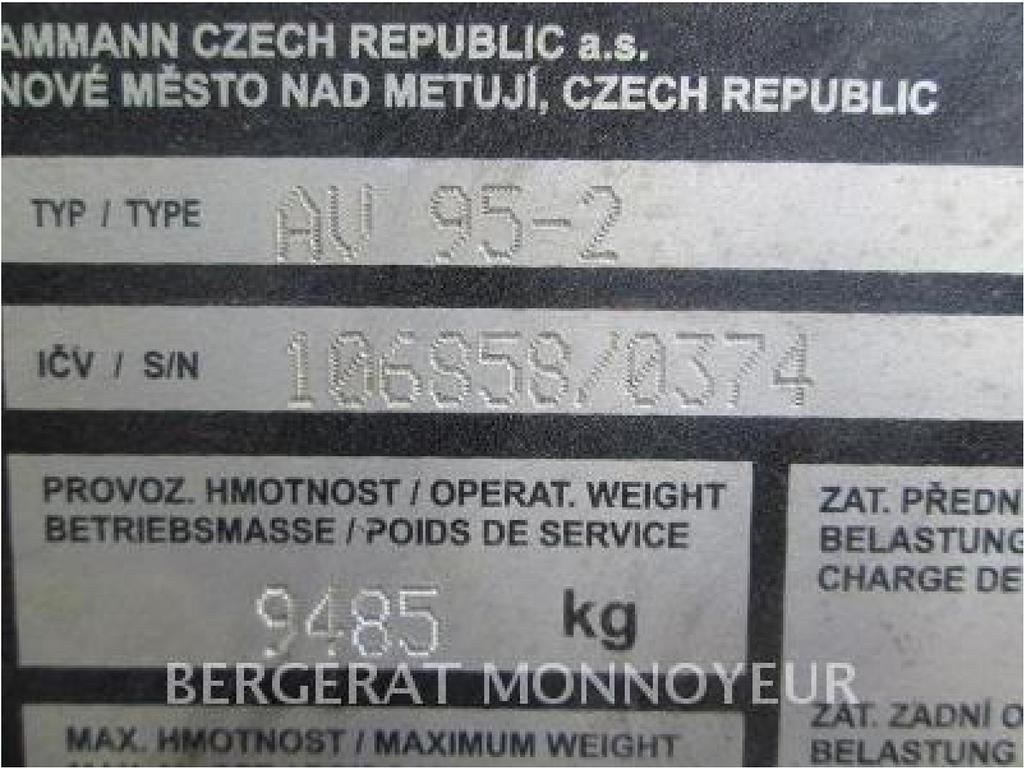 AMMANN CZECH REPUBLIC a.s.
NOVÉ MĚSTO NAD METUJÍ, CZECH REPUBLIC
TYP / TYPE AV 95-2
IČV / S/N 106858/0374
PROVOZ. HMOTNOST / OPERAT. WEIGHT
BETRIEBSMASSE / POIDS DE SERVICE
9485 kg
ZAT. PŘEDN
BELASTUNG
CHARGE DE
BERGERAT MONNOYEUR
MAX. HMOTNOST / MAXIMUM WEIGHT
ZAT. ZADNÍ O
BELASTUNG